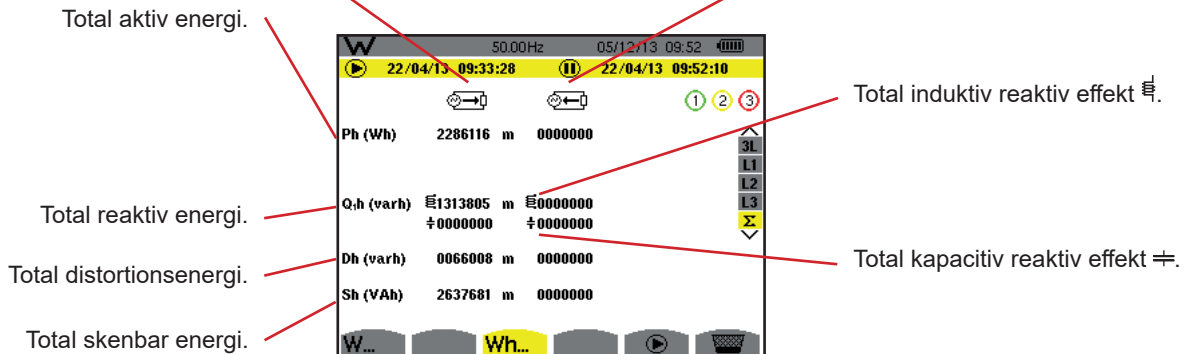 Total aktiv energi.
W 50.00Hz 05/12/13 09:52
22/04/13 09:33:28 22/04/13 09:52:10
1 2 3
Total induktiv reaktiv effekt.
Ph (Wh) 2286116 m 0000000
3L
L1
L2
L3
Σ
Total reaktiv energi.
Q₁h (varh) 1313805 m 0000000
0000000 0000000
Total kapacitiv reaktiv effekt.
Total distortionsenergi.
Dh (varh) 0066008 m 0000000
Sh (VAh) 2637681 m 0000000
Total skenbar energi.
W... Wh...